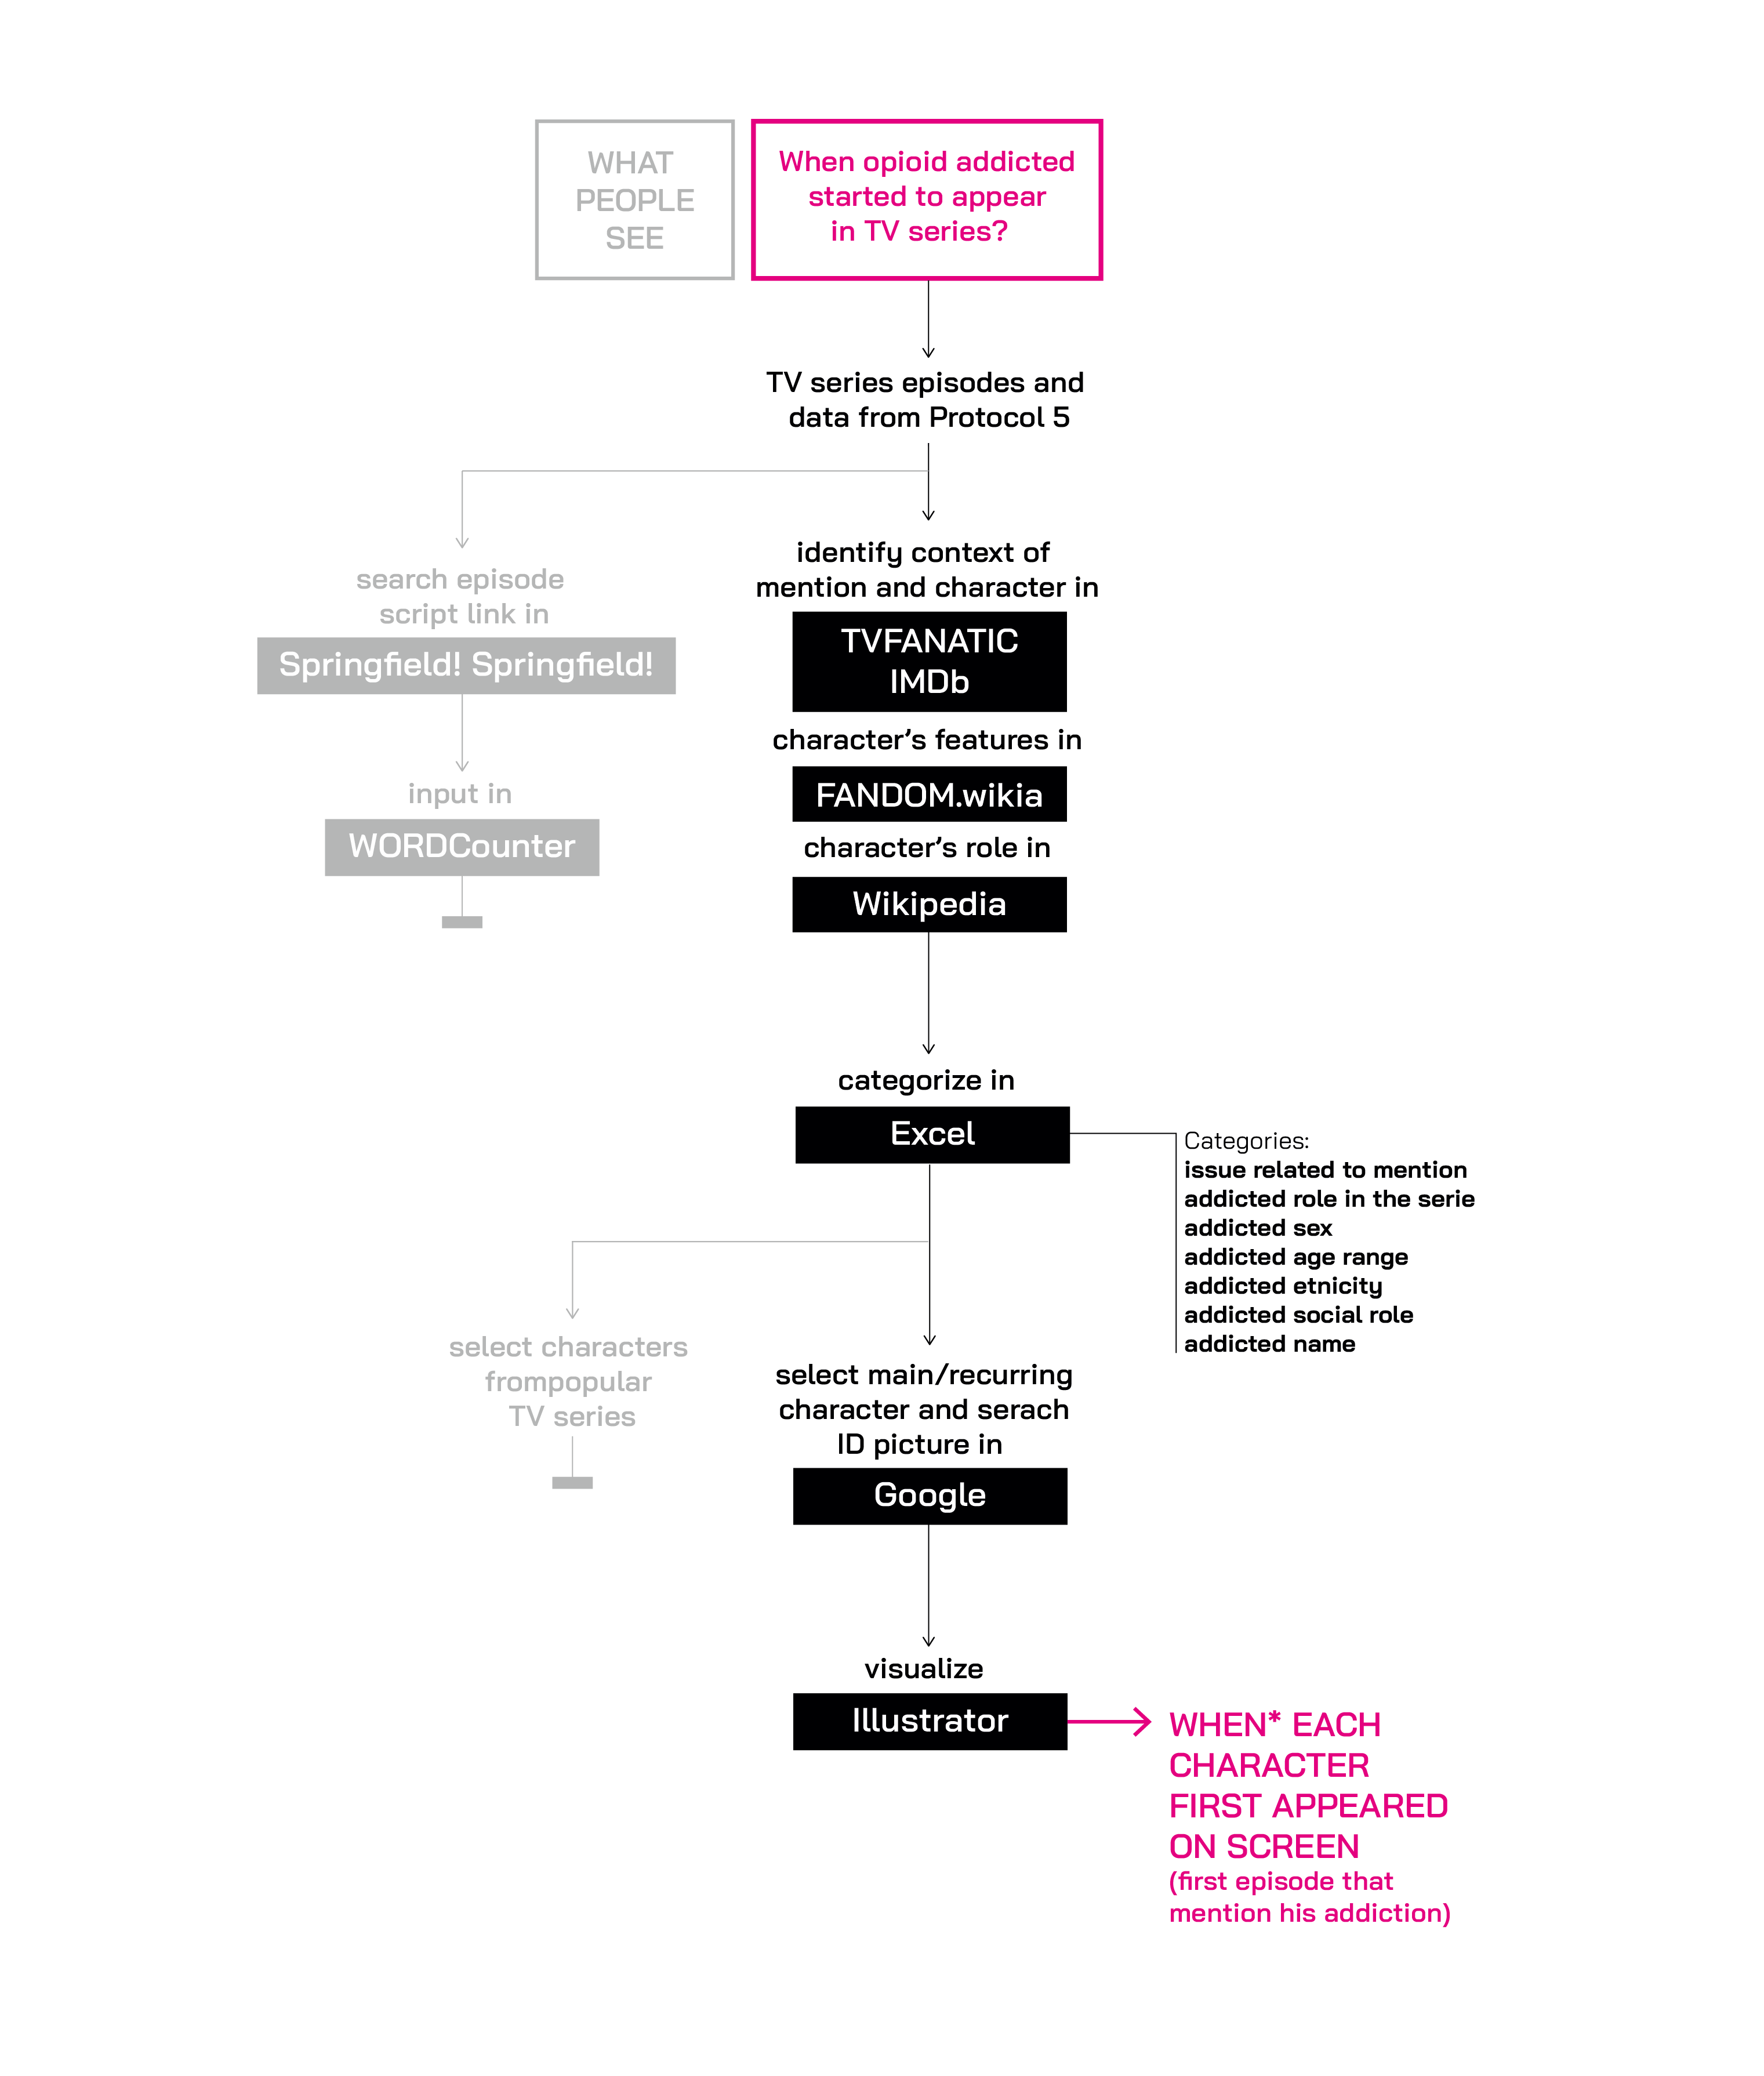 WHAT
PEOPLE
SEE
When opioid addicted
started to appear
in TV series?
TV series episodes and
data from Protocol 5
search episode
script link in
Springfield! Springfield!
input in
WORDCounter
identify context of
mention and character in
TVFANATIC
IMDb
character’s features in
FANDOM.wikia
character’s role in
Wikipedia
categorize in
Excel
Categories:
issue related to mention
addicted role in the serie
addicted sex
addicted age range
addicted etnicity
addicted social role
addicted name
select characters
frompopular
TV series
select main/recurring
character and serach
ID picture in
Google
visualize
Illustrator
WHEN* EACH
CHARACTER
FIRST APPEARED
ON SCREEN
(first episode that
mention his addiction)